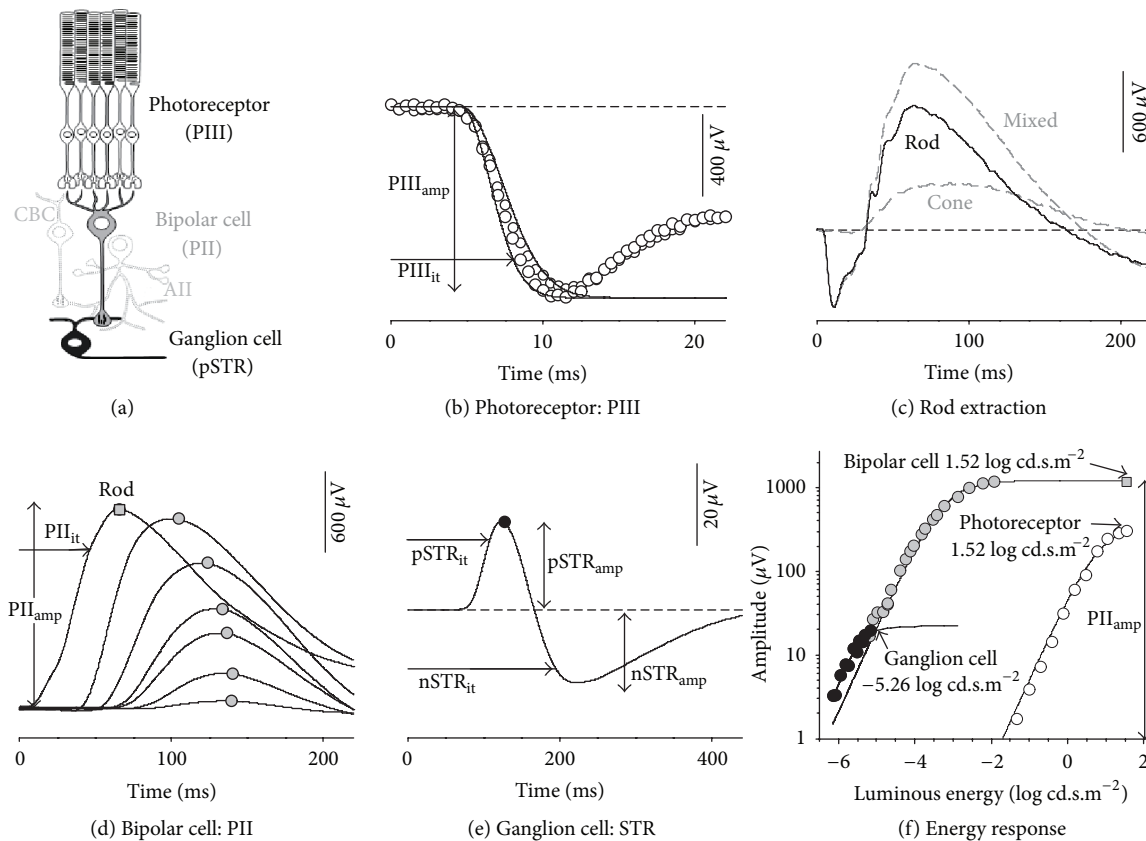 Photoreceptor
(PIII)
CBC
Bipolar cell
(PII)
AII
Ganglion cell
(pSTR)
(a)
PIII_amp
PIII_it
400 μV
0 10 20
Time (ms)
(b) Photoreceptor: PIII
Mixed
Rod
Cone
600 μV
0 100 200
Time (ms)
(c) Rod extraction
Rod
PII_it
PII_amp
600 μV
0 100 200
Time (ms)
(d) Bipolar cell: PII
pSTR_it
pSTR_amp
nSTR_it
nSTR_amp
20 μV
0 200 400
Time (ms)
(e) Ganglion cell: STR
Bipolar cell 1.52 log cd.s.m⁻²
Photoreceptor
1.52 log cd.s.m⁻²
PII_amp
Ganglion cell
−5.26 log cd.s.m⁻²
Amplitude (μV)
1000
100
10
1
−6 −4 −2 0 2
Luminous energy (log cd.s.m⁻²)
(f) Energy response